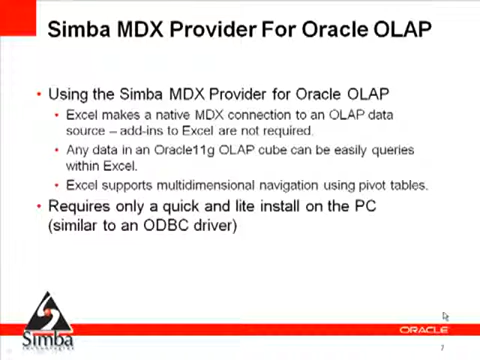 Simba MDX Provider For Oracle OLAP
• Using the Simba MDX Provider for Oracle OLAP
• Excel makes a native MDX connection to an OLAP data
source – add-ins to Excel are not required.
• Any data in an Oracle11g OLAP cube can be easily queries
within Excel.
• Excel supports multidimensional navigation using pivot tables.
• Requires only a quick and lite install on the PC
(similar to an ODBC driver)
Simba
ORACLE
7